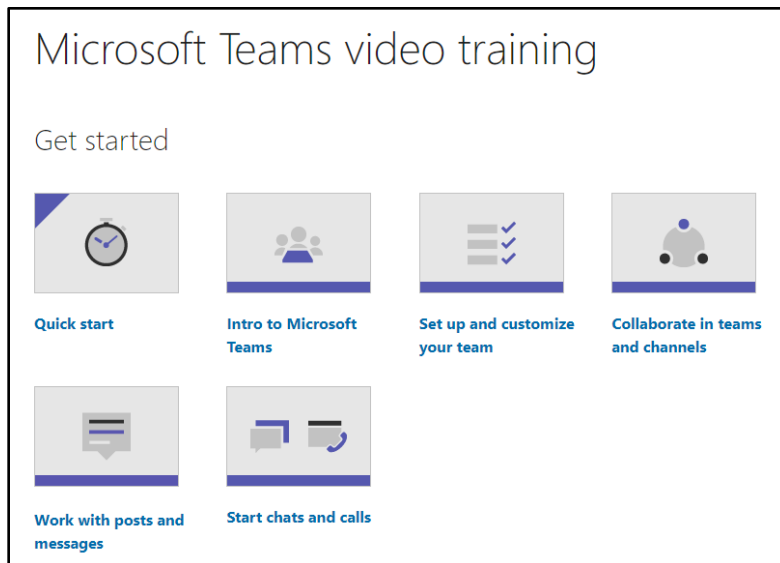 Microsoft Teams video training
Get started
Quick start
Intro to Microsoft
Teams
Set up and customize
your team
Collaborate in teams
and channels
Work with posts and
messages
Start chats and calls